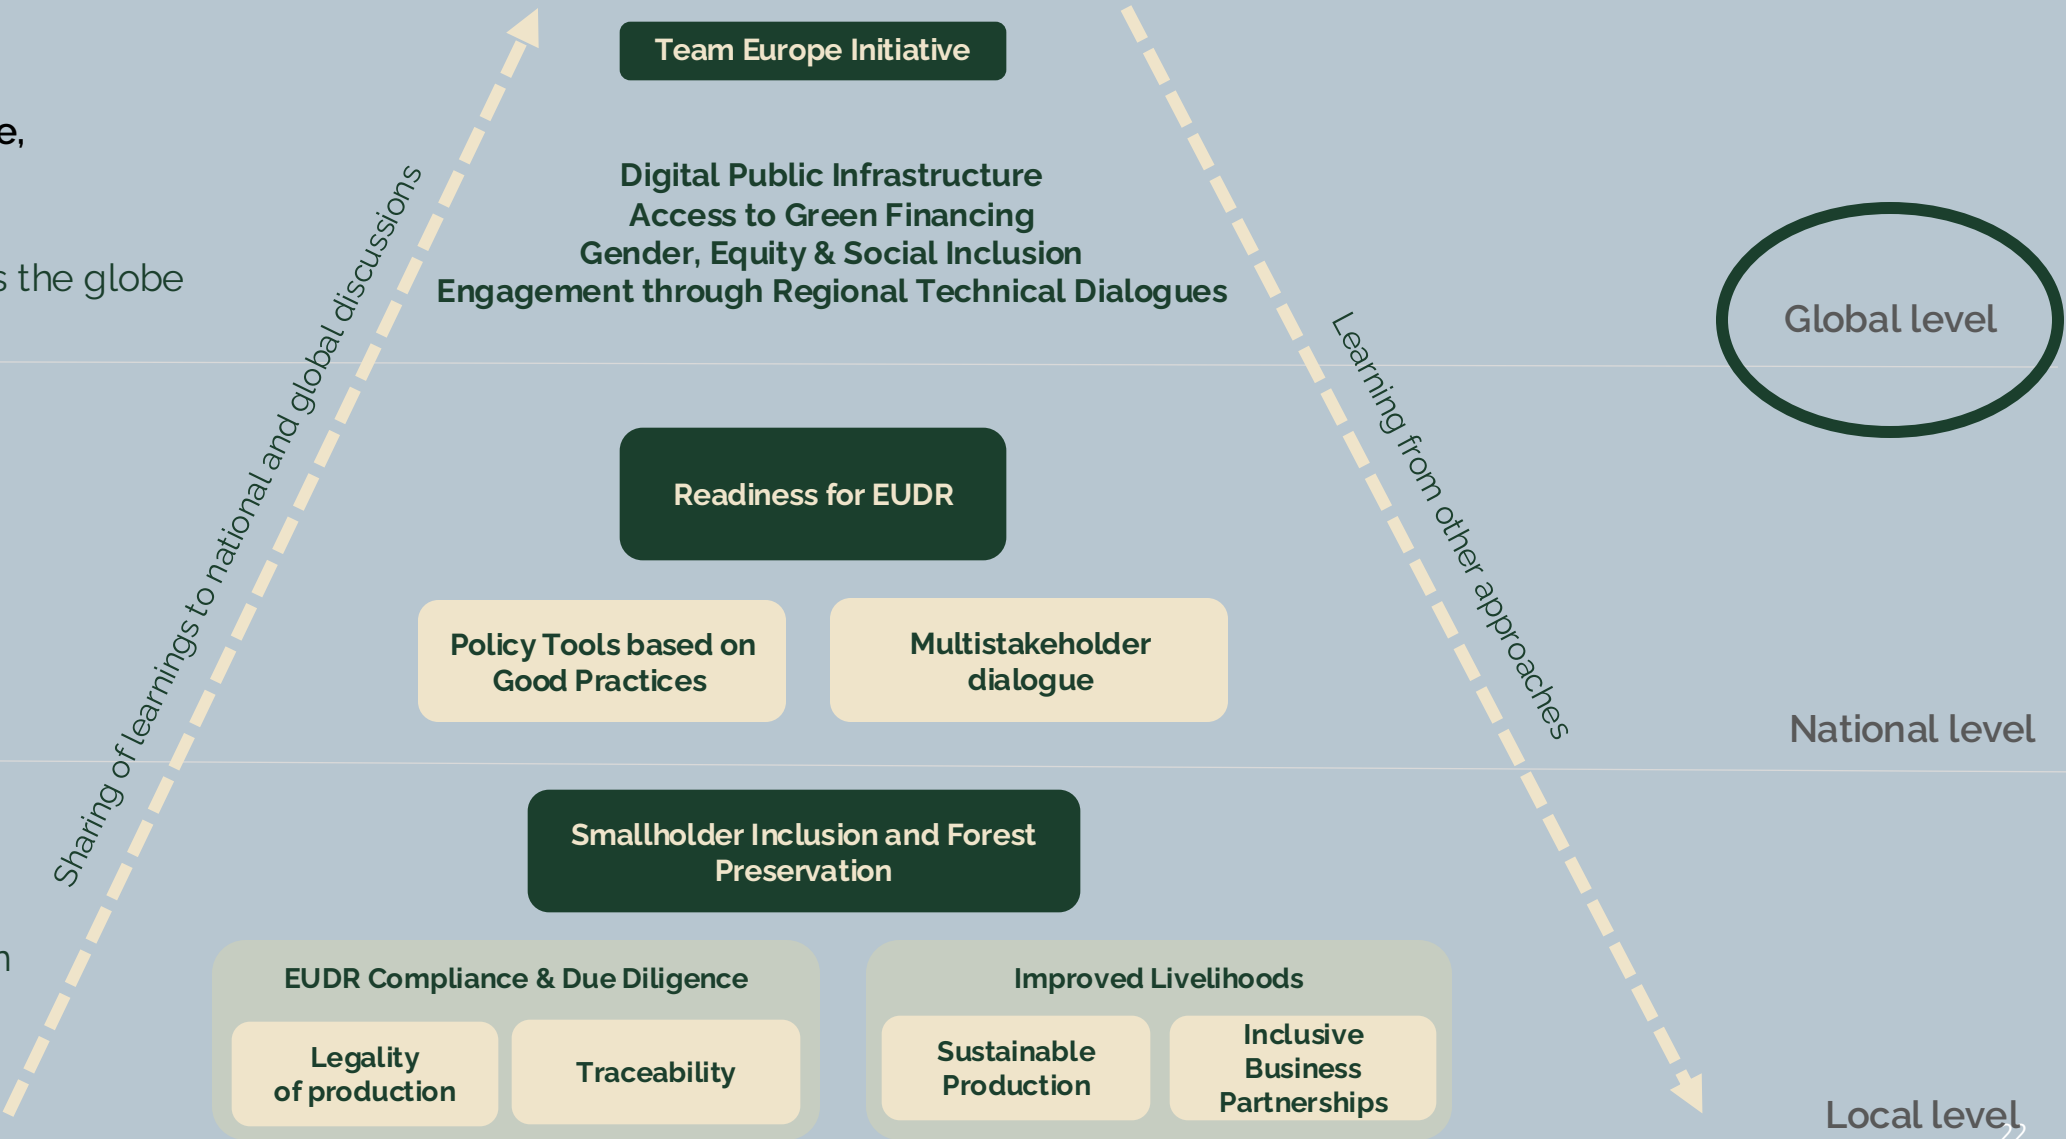 Team Europe Initiative
e,
Digital Public Infrastructure
Access to Green Financing
Gender, Equity & Social Inclusion
Engagement through Regional Technical Dialogues
s the globe
Global level
Sharing of learnings to national and global discussions
Learning from other approaches
Readiness for EUDR
Policy Tools based on
Good Practices
Multistakeholder
dialogue
National level
Smallholder Inclusion and Forest
Preservation
n
EUDR Compliance & Due Diligence
Legality
of production
Traceability
Improved Livelihoods
Sustainable
Production
Inclusive
Business
Partnerships
Local level
22